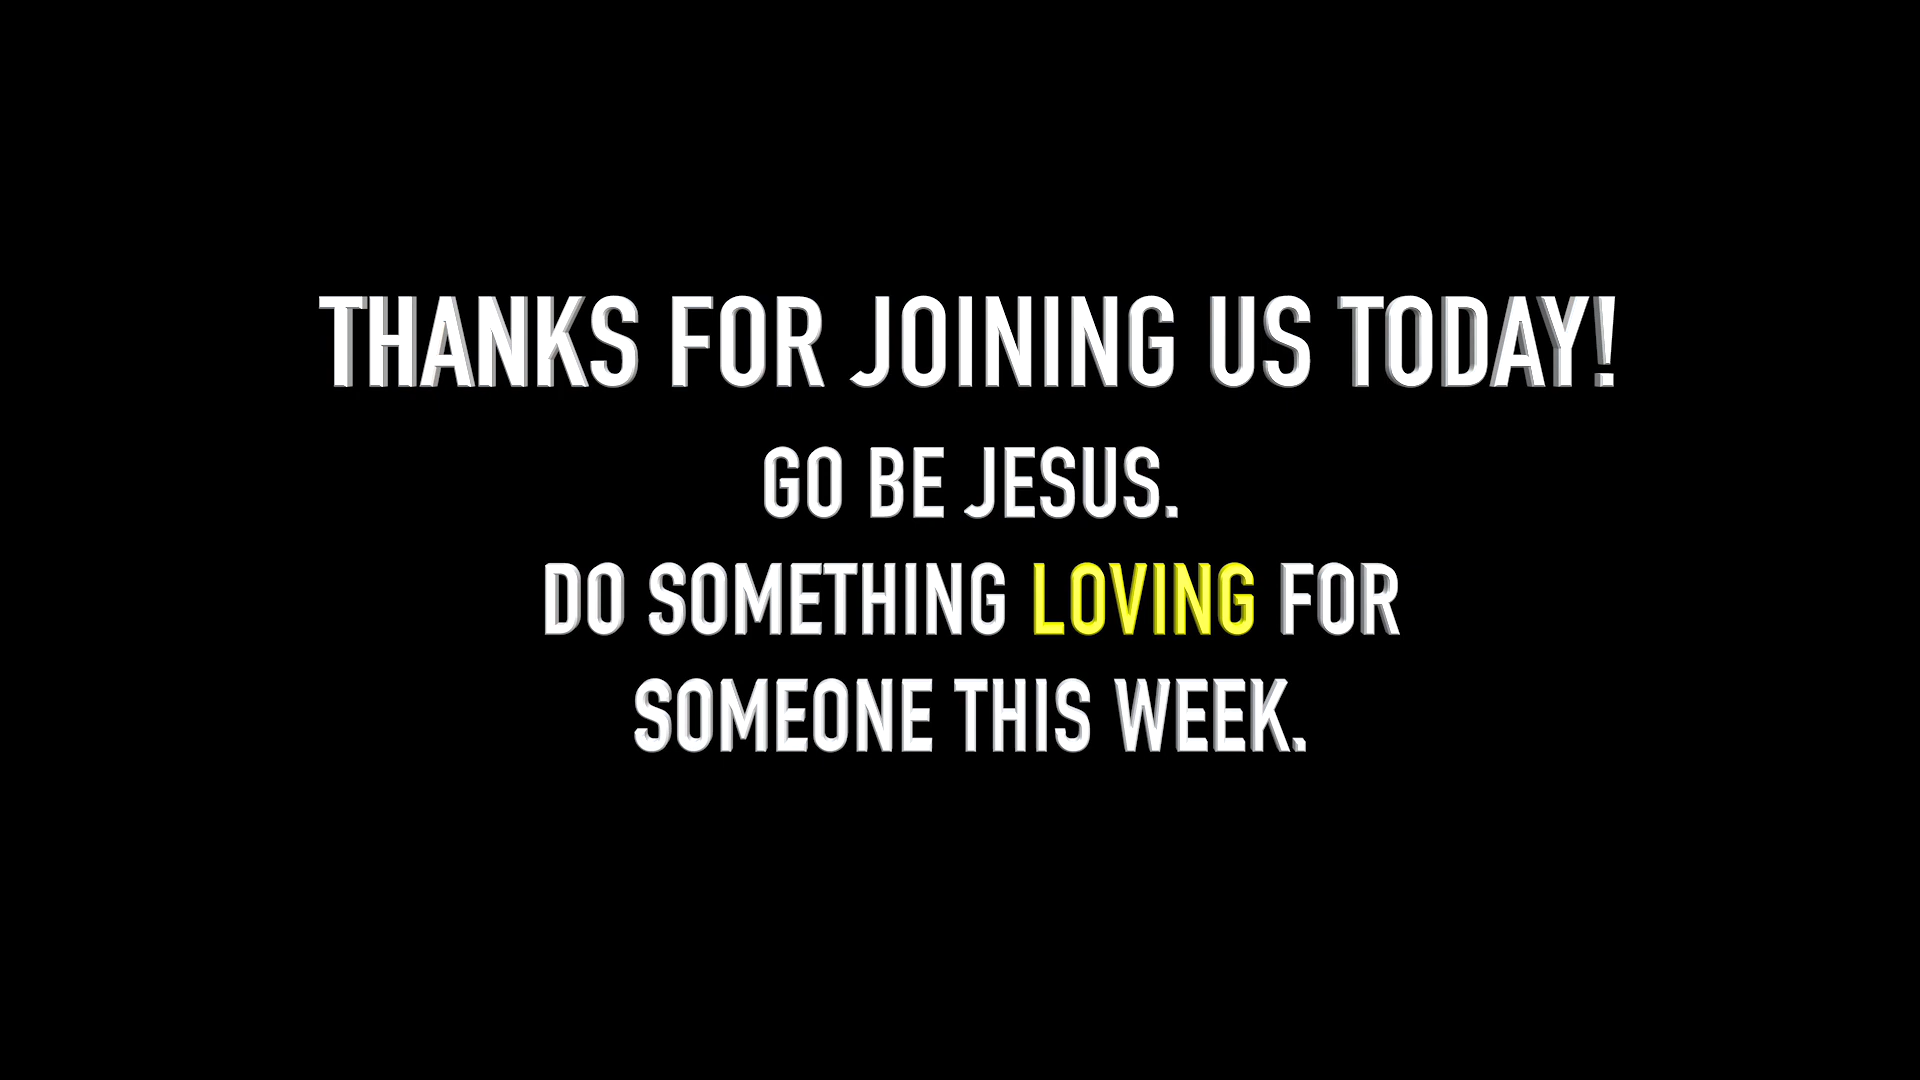 THANKS FOR JOINING US TODAY!
GO BE JESUS.
DO SOMETHING LOVING FOR
SOMEONE THIS WEEK.